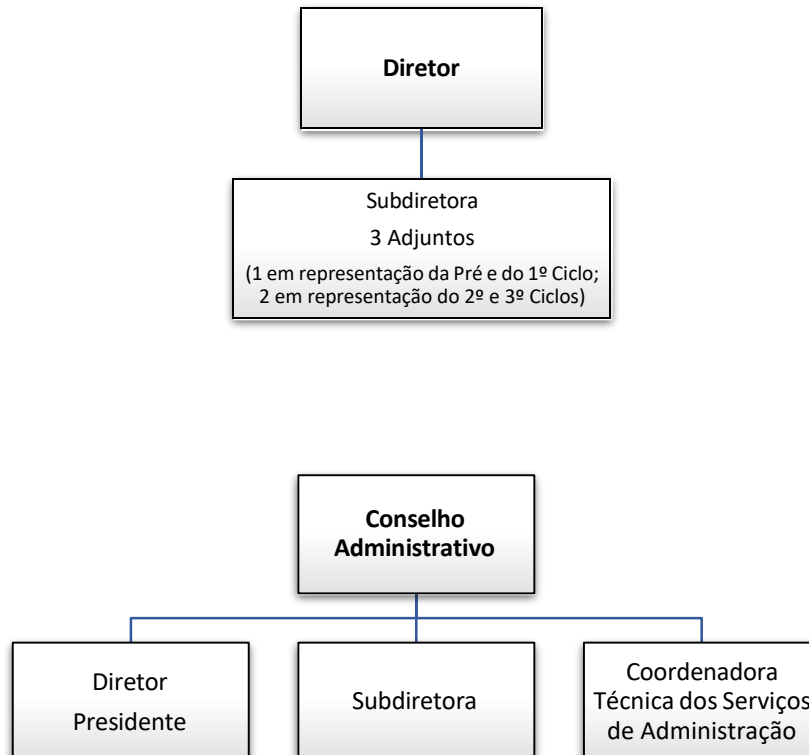 Diretor
Subdiretora
3 Adjuntos
(1 em representação da Pré e do 1º Ciclo;
2 em representação do 2º e 3º Ciclos)
Conselho
Administrativo
Diretor
Presidente
Subdiretora
Coordenadora
Técnica dos Serviços
de Administração